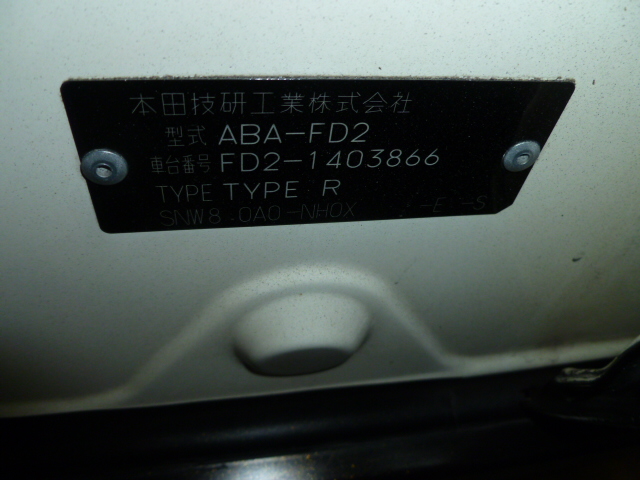 本田技研工業株式会社
型式 ABA-FD2
車台番号 FD2-1403866
TYPE TYPE R
SNW8 0A0-NH0X -E -S